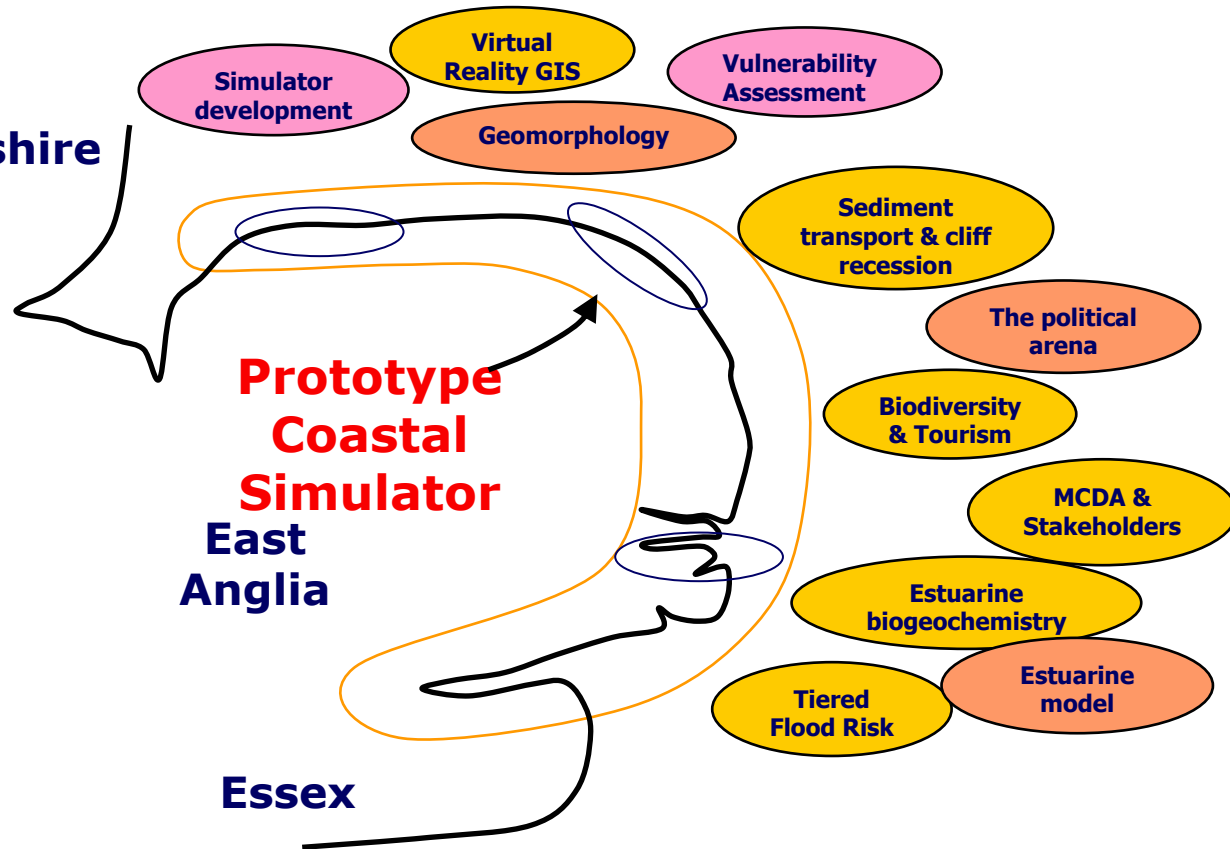 Virtual
Reality GIS
Simulator
development
Vulnerability
Assessment
Geomorphology
shire
Sediment
transport & cliff
recession
The political
arena
Prototype
Coastal
Simulator
Biodiversity
& Tourism
MCDA &
Stakeholders
East
Anglia
Estuarine
biogeochemistry
Estuarine
model
Tiered
Flood Risk
Essex